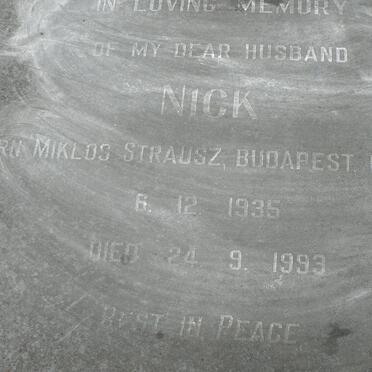 IN LOVING MEMORY
OF MY DEAR HUSBAND
NICK
RN MIKLOS STRAUSZ, BUDAPEST,
6. 12. 1935
DIED 24. 9. 1993
REST IN PEACE